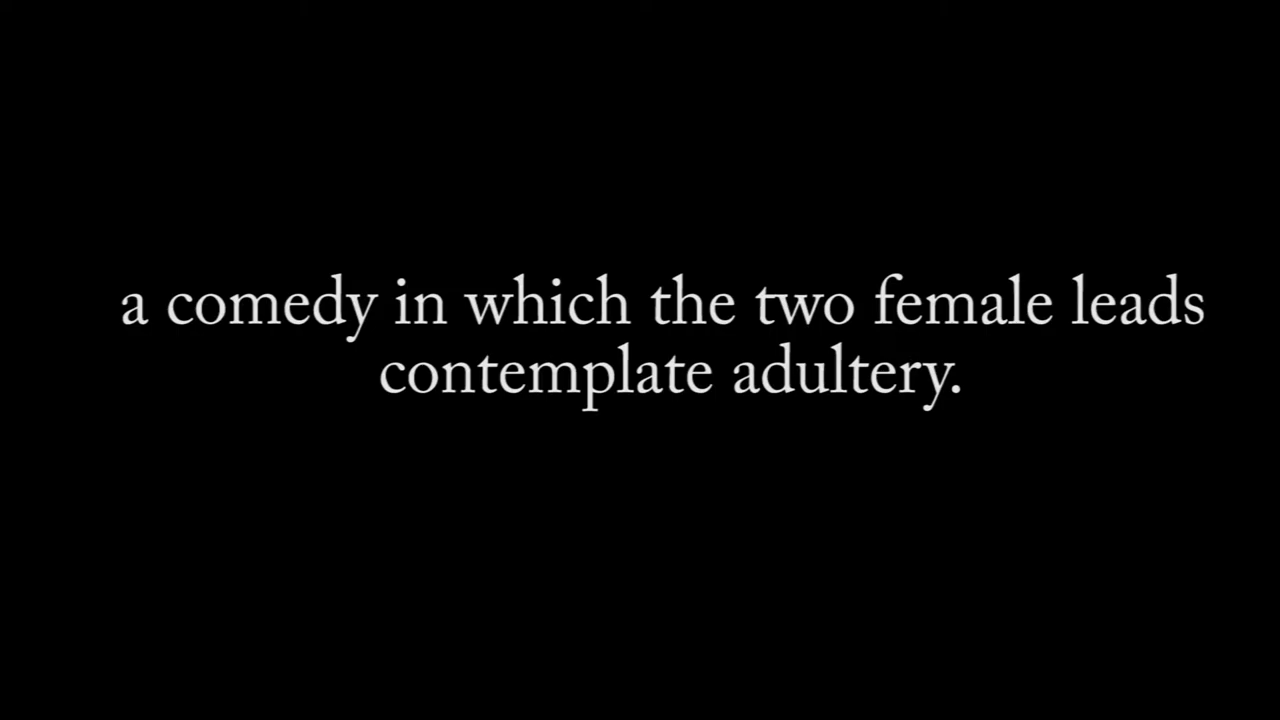 a comedy in which the two female leads
contemplate adultery.